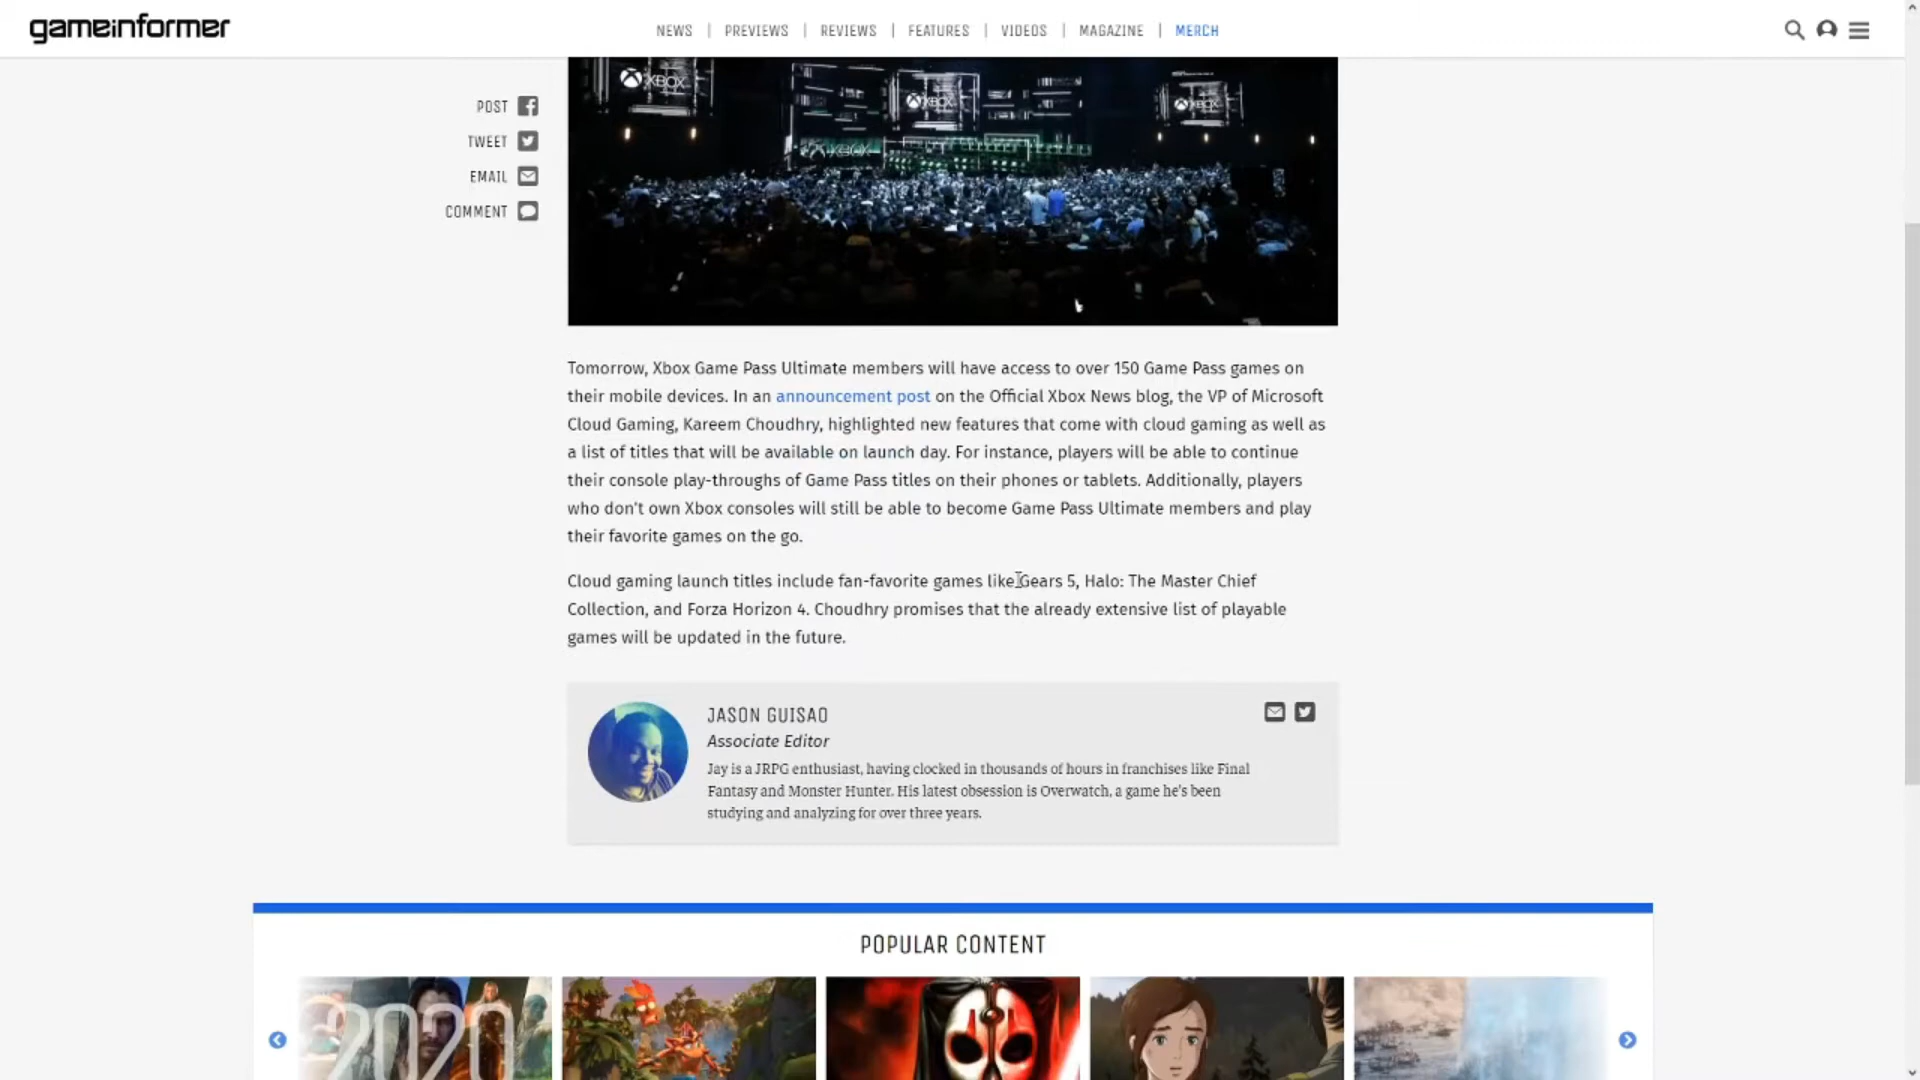 gameinformer
NEWS | PREVIEWS | REVIEWS | FEATURES | VIDEOS | MAGAZINE | MERCH
POST
TWEET
EMAIL
COMMENT
XBOX
XBOX
XBOX
XBOX
Tomorrow, Xbox Game Pass Ultimate members will have access to over 150 Game Pass games on
their mobile devices. In an announcement post on the Official Xbox News blog, the VP of Microsoft
Cloud Gaming, Kareem Choudhry, highlighted new features that come with cloud gaming as well as
a list of titles that will be available on launch day. For instance, players will be able to continue
their console play-throughs of Game Pass titles on their phones or tablets. Additionally, players
who don't own Xbox consoles will still be able to become Game Pass Ultimate members and play
their favorite games on the go.
Cloud gaming launch titles include fan-favorite games like Gears 5, Halo: The Master Chief
Collection, and Forza Horizon 4. Choudhry promises that the already extensive list of playable
games will be updated in the future.
JASON GUISAO
Associate Editor
Jay is a JRPG enthusiast, having clocked in thousands of hours in franchises like Final
Fantasy and Monster Hunter. His latest obsession is Overwatch, a game he's been
studying and analyzing for over three years.
POPULAR CONTENT
2020